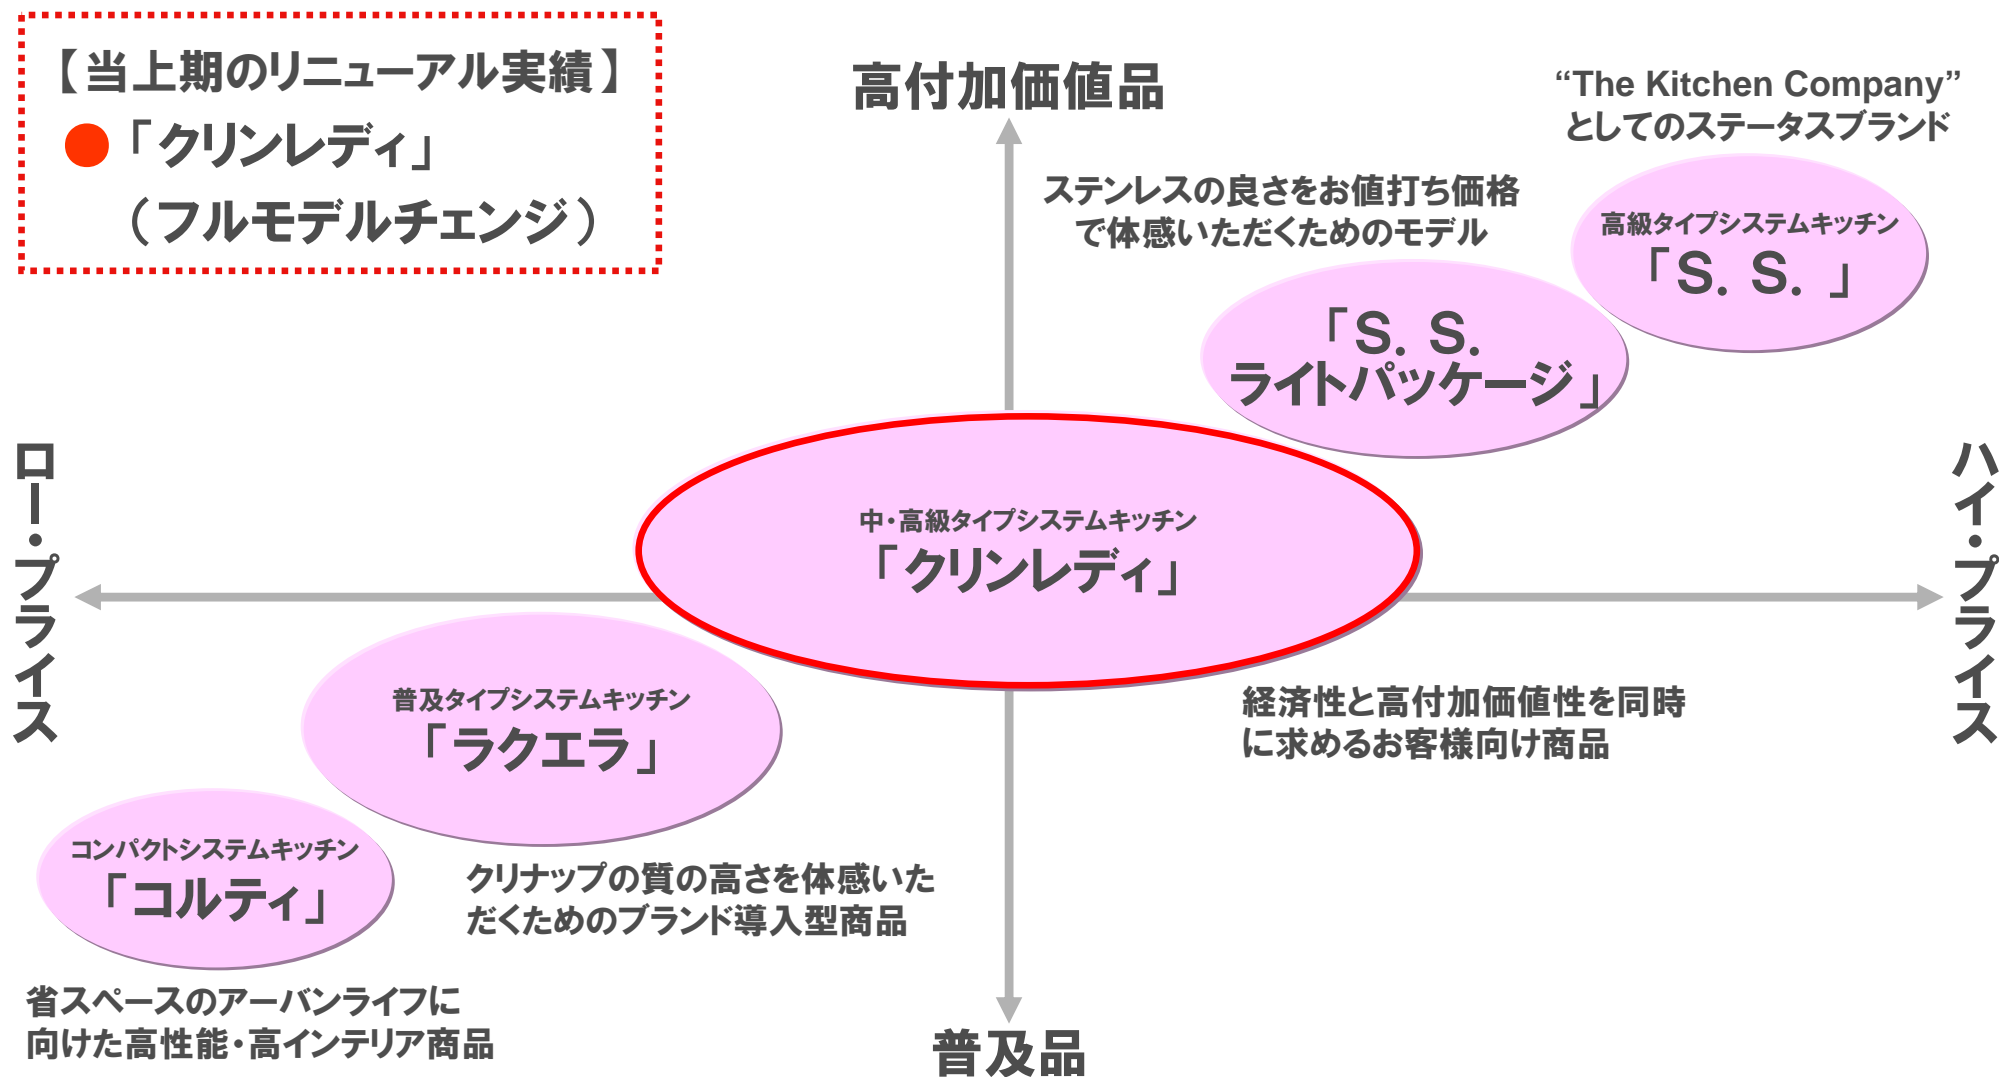 【当上期のリニューアル実績】
●「クリンレディ」
（フルモデルチェンジ）
高付加価値品
“The Kitchen Company”
としてのステータスブランド
ステンレスの良さをお値打ち価格
で体感いただくためのモデル
高級タイプシステムキッチン
「S. S. 」
「S. S.
ライトパッケージ」
ロー・プライス
ハイ・プライス
中・高級タイプシステムキッチン
「クリンレディ」
経済性と高付加価値性を同時
に求めるお客様向け商品
普及タイプシステムキッチン
「ラクエラ」
クリナップの質の高さを体感いた
だくためのブランド導入型商品
コンパクトシステムキッチン
「コルティ」
省スペースのアーバンライフに
向けた高性能・高インテリア商品
普及品